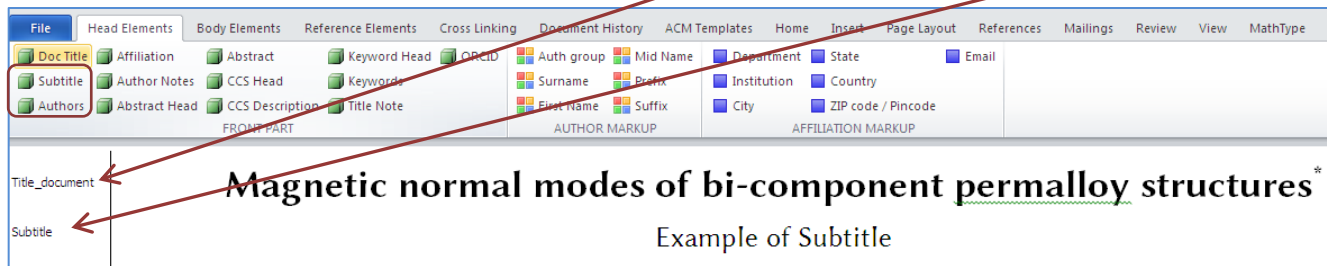 File Head Elements Body Elements Reference Elements Cross Linking Document History ACM Templates Home Insert Page Layout References Mailings Review View MathType
Doc Title Affiliation Abstract Keyword Head ORCID Auth group Mid Name Department State Email
Subtitle Author Notes CCS Head Keywords Surname Prefix Institution Country
Authors Abstract Head CCS Description Title Note First Name Suffix City ZIP code / Pincode
FRONT PART AUTHOR MARKUP AFFILIATION MARKUP
Title_document Magnetic normal modes of bi-component permalloy structures*
Subtitle Example of Subtitle